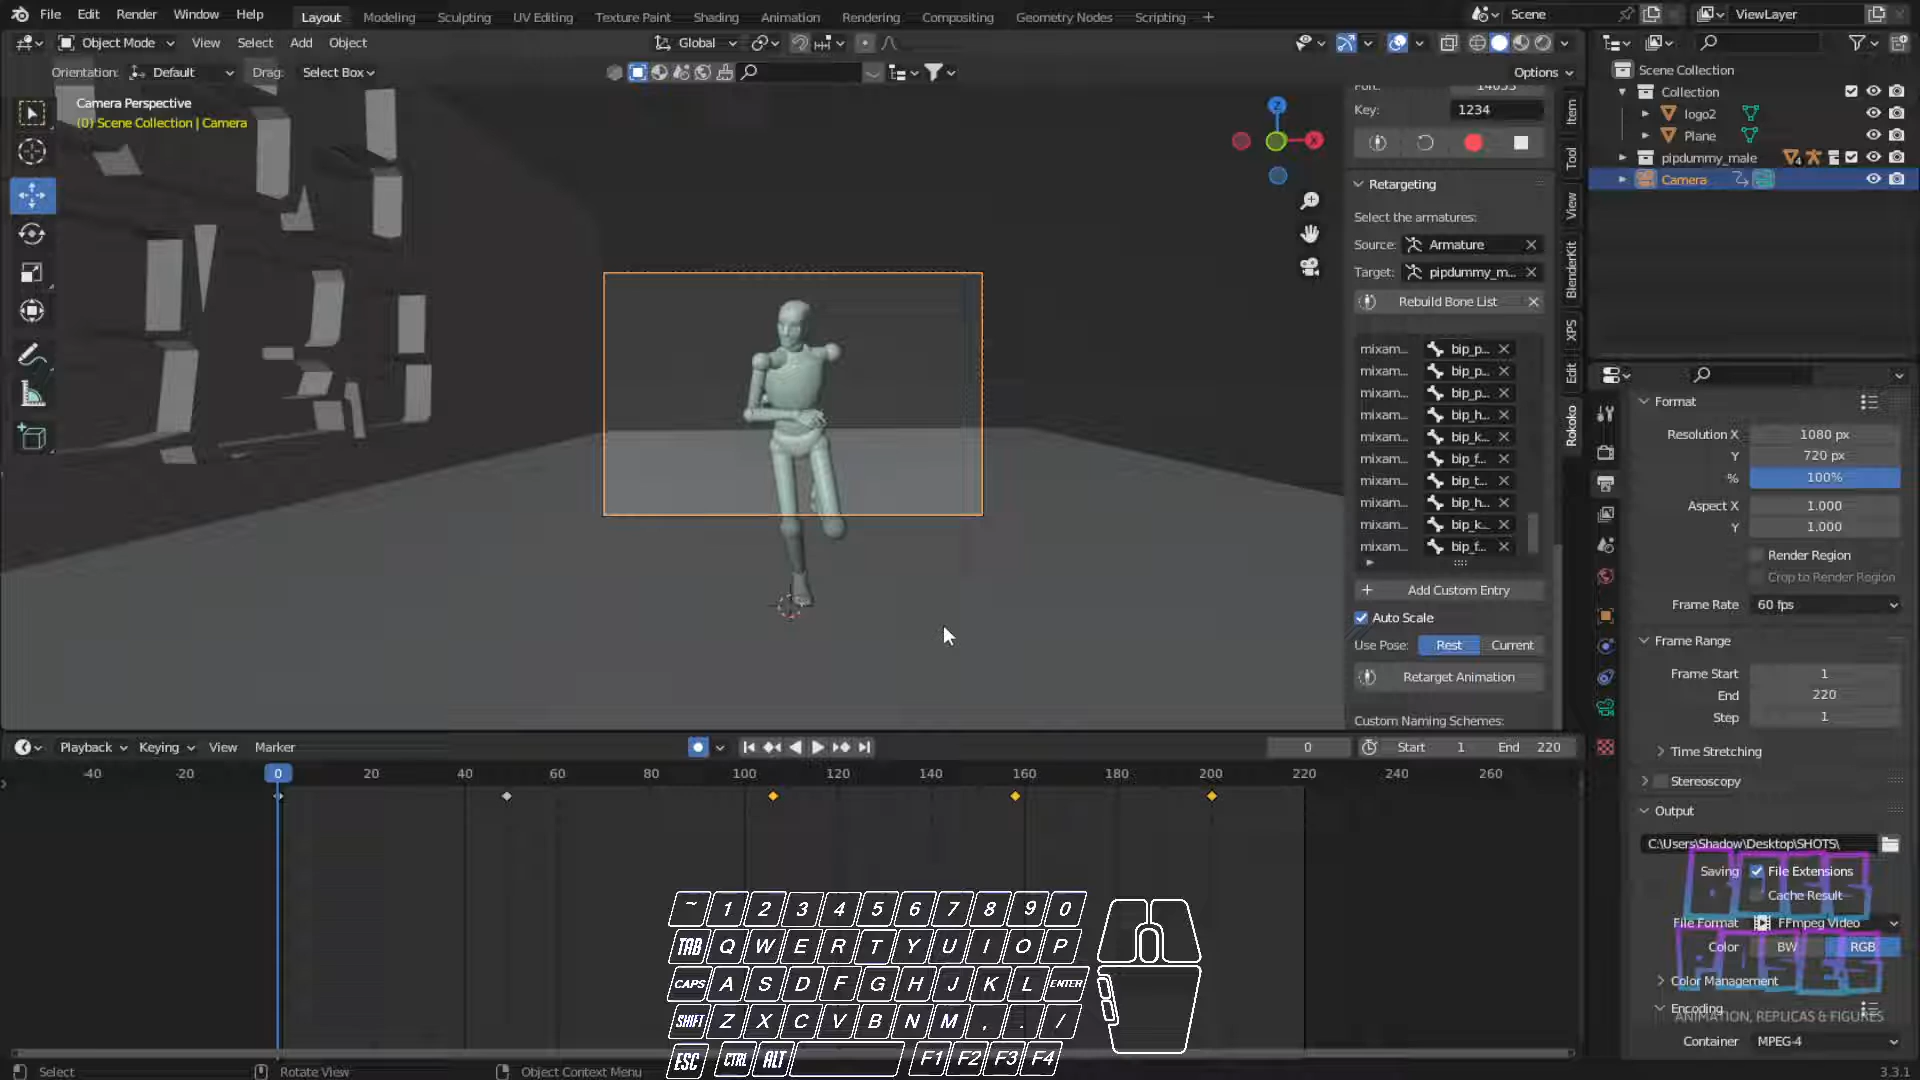 File Edit Render Window Help Layout Modeling Sculpting UV Editing Texture Paint Shading Animation Rendering Compositing Geometry Nodes Scripting + Scene ViewLayer
Object Mode View Select Add Object Global
Orientation: Default Drag: Select Box Options
Camera Perspective
(0) Scene Collection | Camera
Z
X
Key: 1234
Retargeting
Select the armatures:
Source: Armature
Target: pipdummy_m...
Rebuild Bone List
mixam... bip_p...
mixam... bip_p...
mixam... bip_p...
mixam... bip_h...
mixam... bip_k...
mixam... bip_f...
mixam... bip_t...
mixam... bip_h...
mixam... bip_k...
mixam... bip_f...
+ Add Custom Entry
Auto Scale
Use Pose: Rest Current
Retarget Animation
Custom Naming Schemes:
Item
Tool
View
BlenderKit
XPS
Edit
Rokoko
Scene Collection
Collection
logo2
Plane
pipdummy_male 4
Camera
Format
Resolution X 1080 px
Y 720 px
% 100%
Aspect X 1.000
Y 1.000
Render Region
Crop to Render Region
Frame Rate 60 fps
Frame Range
Frame Start 1
End 220
Step 1
Time Stretching
Stereoscopy
Output
C:\Users\Shadow\Desktop\SHOTS\
Saving File Extensions
Cache Result
File Format FFmpeg Video
Color BW RGB
Color Management
Encoding
ANIMATION, REPLICAS & FIGURES
Container MPEG-4
Playback Keying View Marker 0 Start 1 End 220
-40 -20 0 20 40 60 80 100 120 140 160 180 200 220 240 260
~ 1 2 3 4 5 6 7 8 9 0
TAB Q W E R T Y U I O P
CAPS A S D F G H J K L ENTER
SHIFT Z X C V B N M , . /
ESC CTRL ALT F1 F2 F3 F4
Select Rotate View Object Context Menu 3.3.1